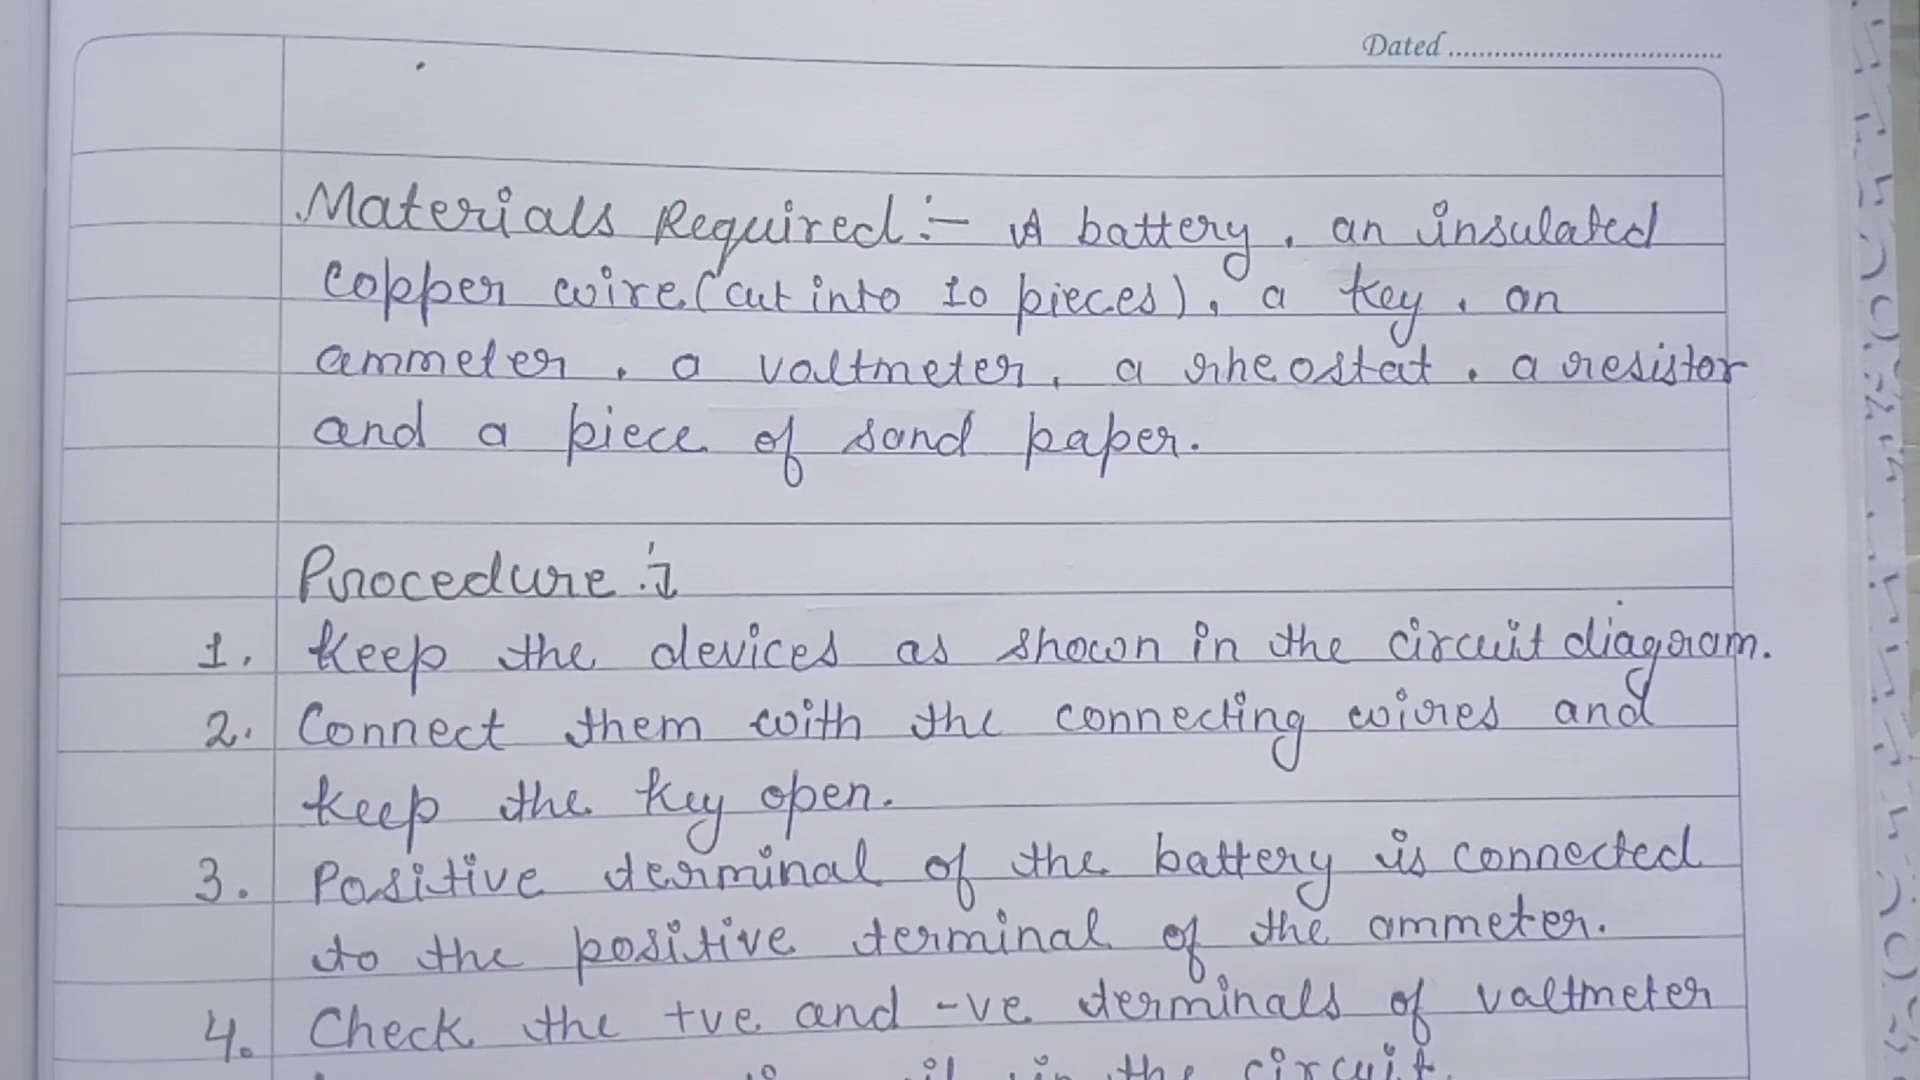 Dated
Materials Required :- A battery, an insulated
copper wire (cut into 10 pieces), a key, an
ammeter, a voltmeter, a rheostat, a resistor
and a piece of sand paper.
Procedure :-
1. Keep the devices as shown in the circuit diagram.
2. Connect them with the connecting wires and
keep the key open.
3. Positive terminal of the battery is connected
to the positive terminal of the ammeter.
4. Check the +ve and -ve terminals of voltmeter
in the circuit.